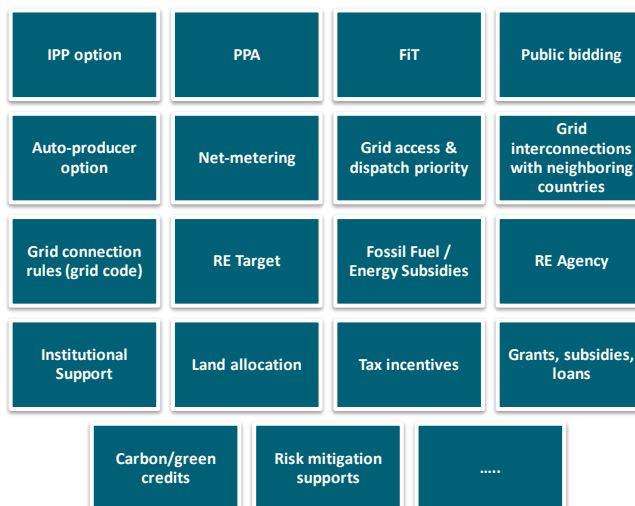 IPP option
PPA
FiT
Public bidding
Auto-producer
option
Net-metering
Grid access &
dispatch priority
Grid
interconnections
with neighboring
countries
Grid connection
rules (grid code)
RE Target
Fossil Fuel /
Energy Subsidies
RE Agency
Institutional
Support
Land allocation
Tax incentives
Grants, subsidies,
loans
Carbon/green
credits
Risk mitigation
supports
.....